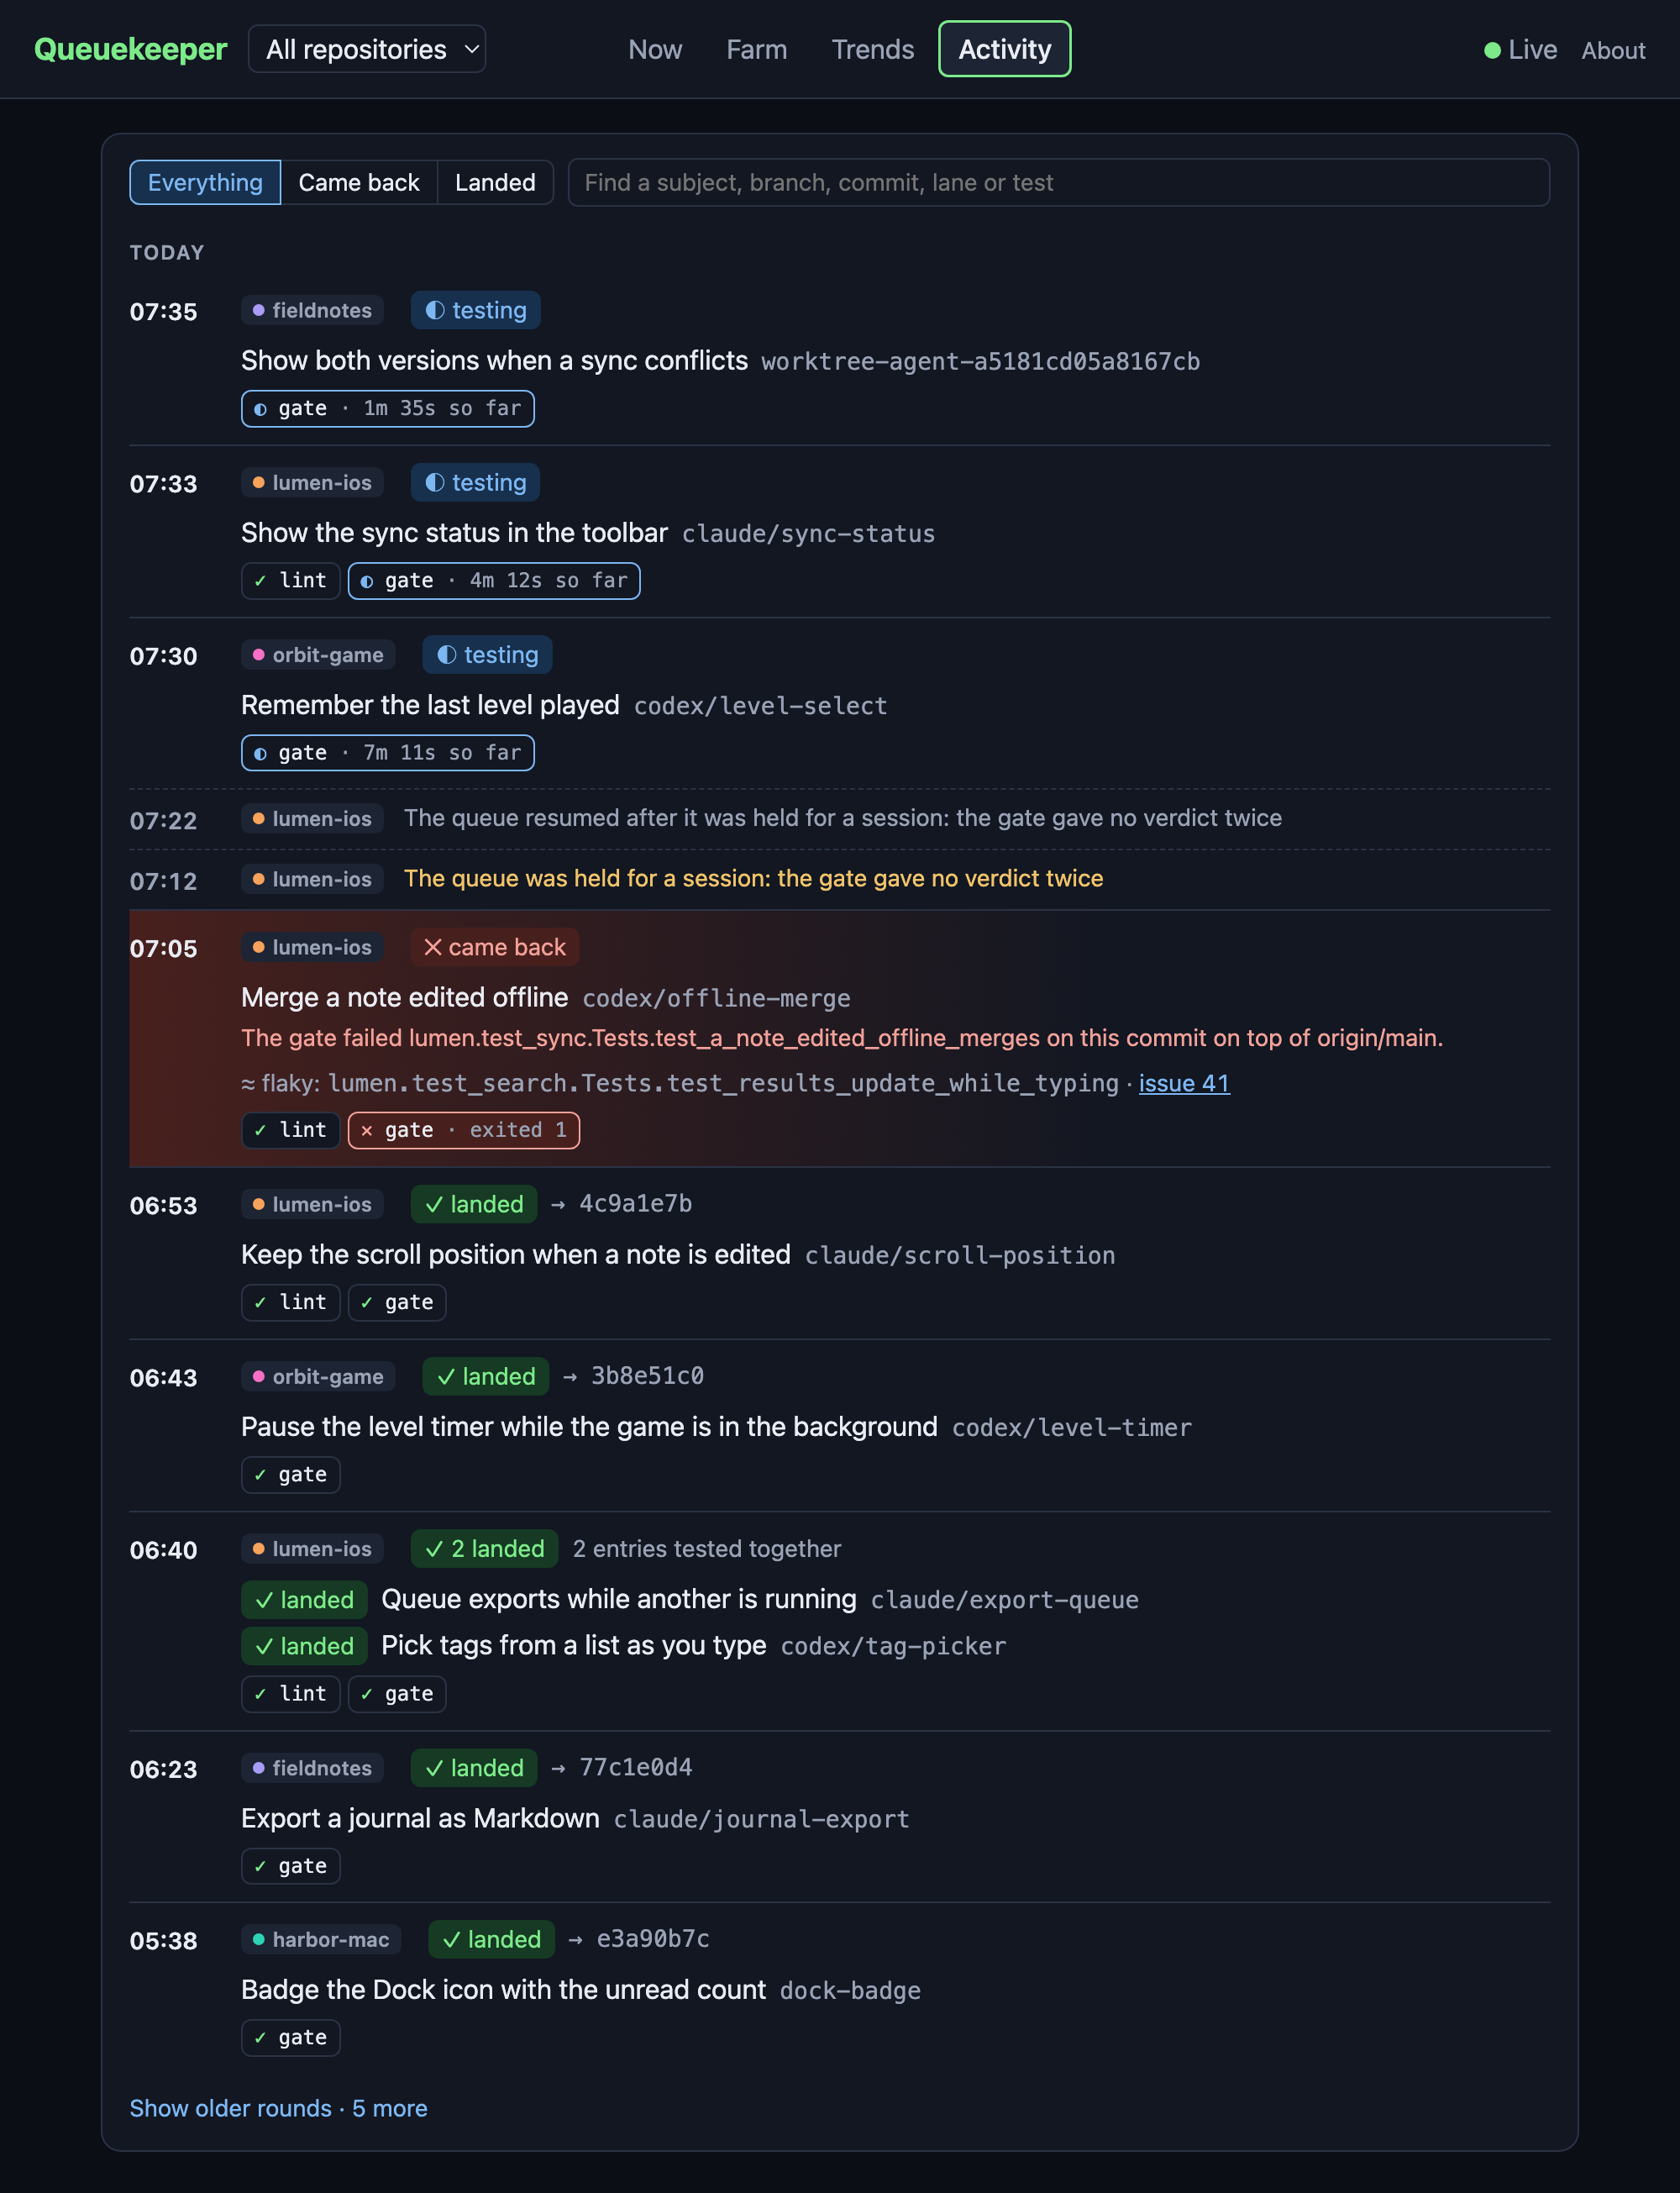 Queuekeeper All repositories Now Farm Trends Activity Live About
Everything Came back Landed Find a subject, branch, commit, lane or test
TODAY
07:35 fieldnotes testing
Show both versions when a sync conflicts worktree-agent-a5181cd05a8167cb
gate · 1m 35s so far
07:33 lumen-ios testing
Show the sync status in the toolbar claude/sync-status
✓ lint gate · 4m 12s so far
07:30 orbit-game testing
Remember the last level played codex/level-select
gate · 7m 11s so far
07:22 lumen-ios The queue resumed after it was held for a session: the gate gave no verdict twice
07:12 lumen-ios The queue was held for a session: the gate gave no verdict twice
07:05 lumen-ios ✕ came back
Merge a note edited offline codex/offline-merge
The gate failed lumen.test_sync.Tests.test_a_note_edited_offline_merges on this commit on top of origin/main.
≈ flaky: lumen.test_search.Tests.test_results_update_while_typing · issue 41
✓ lint ✕ gate · exited 1
06:53 lumen-ios ✓ landed → 4c9a1e7b
Keep the scroll position when a note is edited claude/scroll-position
✓ lint ✓ gate
06:43 orbit-game ✓ landed → 3b8e51c0
Pause the level timer while the game is in the background codex/level-timer
✓ gate
06:40 lumen-ios ✓ 2 landed 2 entries tested together
✓ landed Queue exports while another is running claude/export-queue
✓ landed Pick tags from a list as you type codex/tag-picker
✓ lint ✓ gate
06:23 fieldnotes ✓ landed → 77c1e0d4
Export a journal as Markdown claude/journal-export
✓ gate
05:38 harbor-mac ✓ landed → e3a90b7c
Badge the Dock icon with the unread count dock-badge
✓ gate
Show older rounds · 5 more